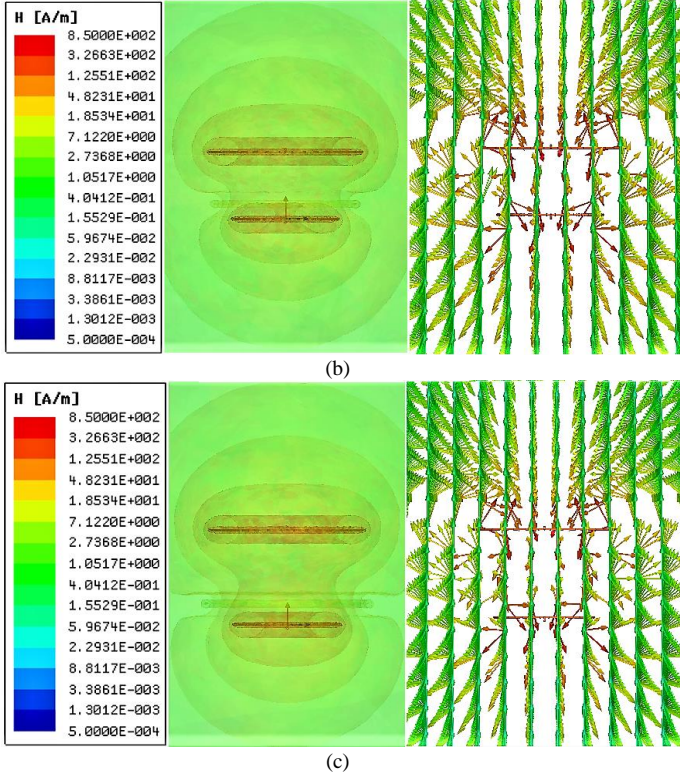 H [A/m]
8.5000E+002
3.2663E+002
1.2551E+002
4.8231E+001
1.8534E+001
7.1220E+000
2.7368E+000
1.0517E+000
4.0412E-001
1.5529E-001
5.9674E-002
2.2931E-002
8.8117E-003
3.3861E-003
1.3012E-003
5.0000E-004
(b)
H [A/m]
8.5000E+002
3.2663E+002
1.2551E+002
4.8231E+001
1.8534E+001
7.1220E+000
2.7368E+000
1.0517E+000
4.0412E-001
1.5529E-001
5.9674E-002
2.2931E-002
8.8117E-003
3.3861E-003
1.3012E-003
5.0000E-004
(c)